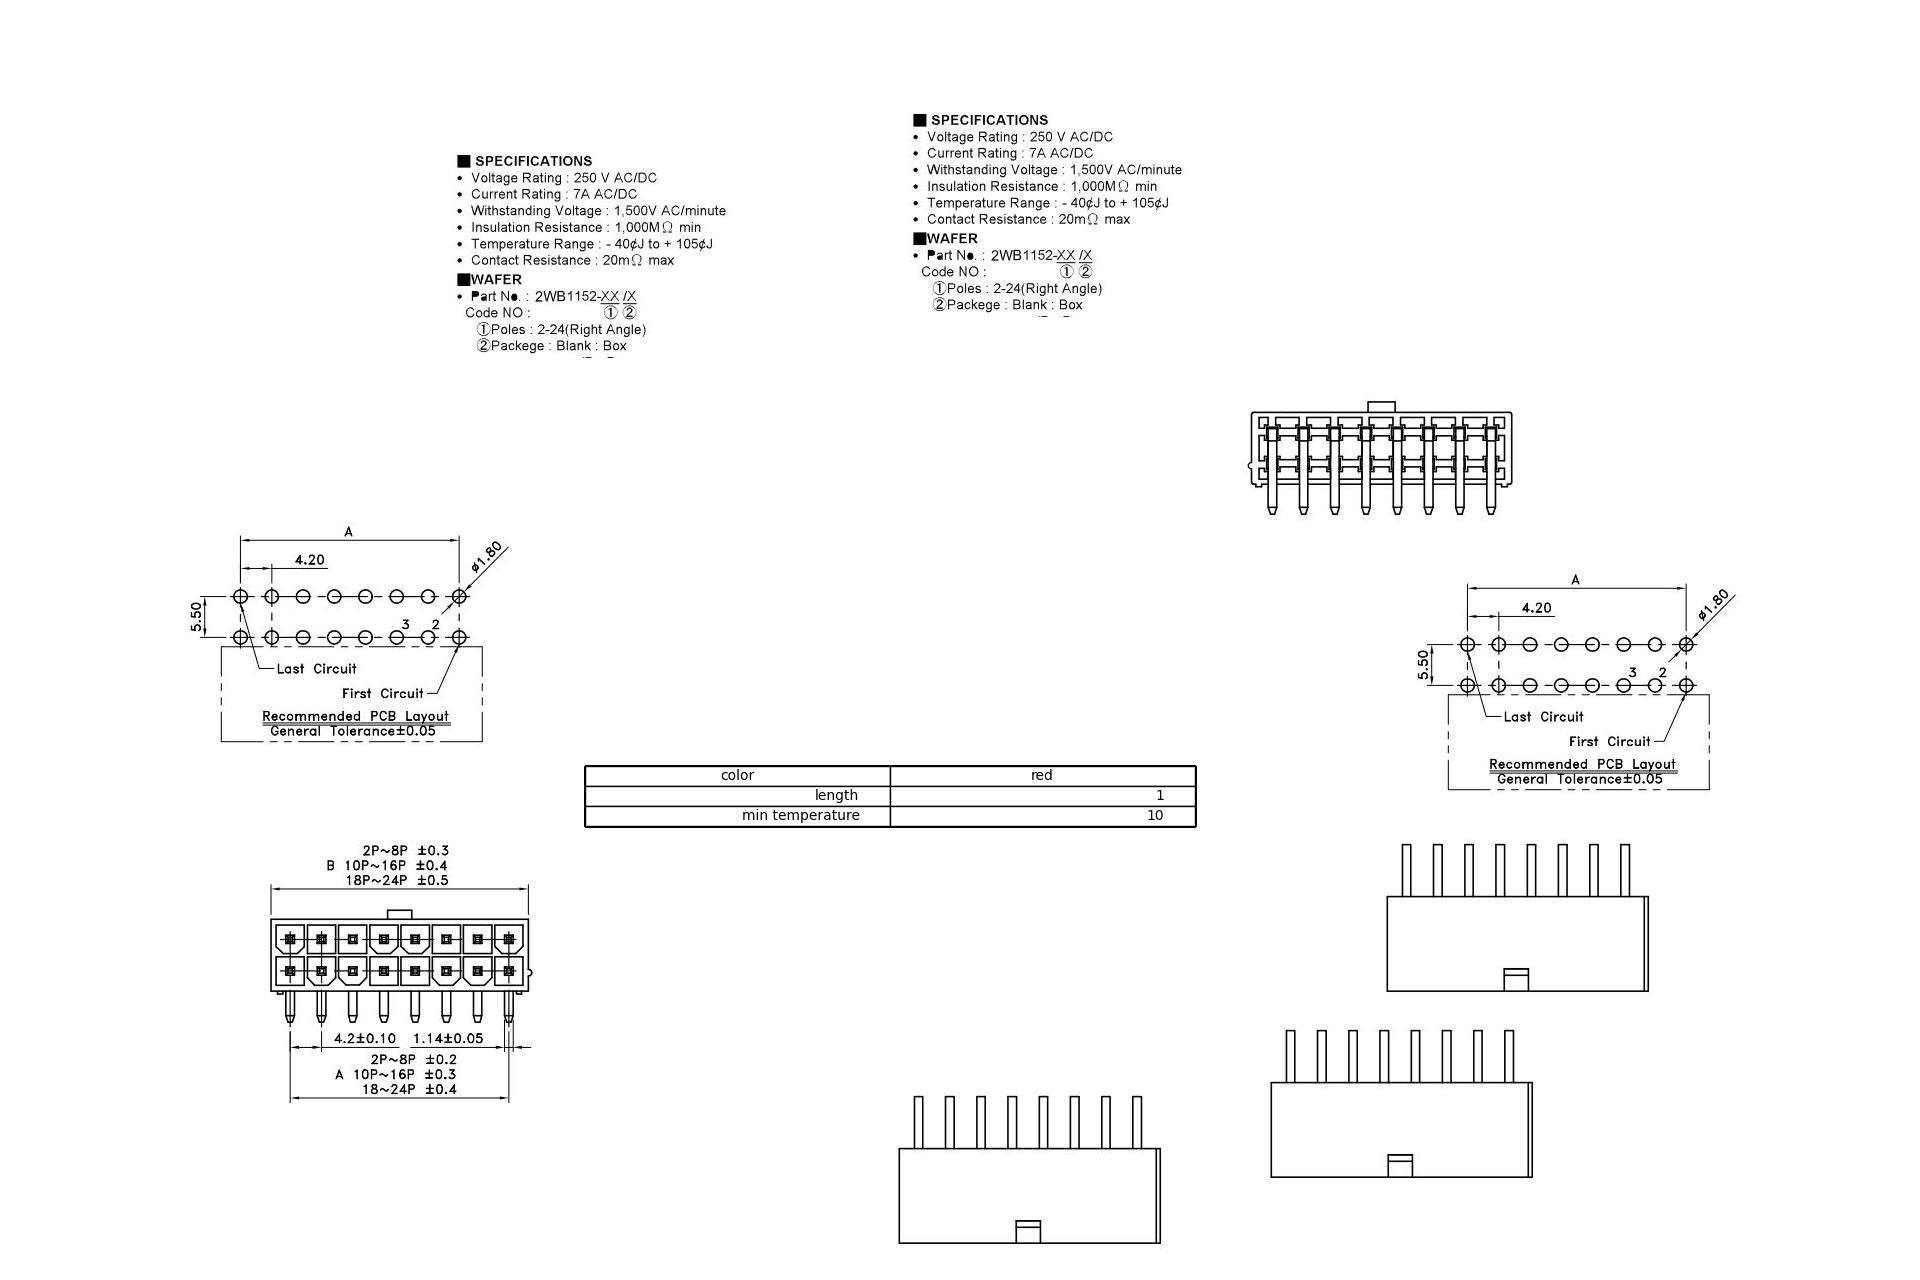 ■ SPECIFICATIONS
• Voltage Rating : 250 V AC/DC
• Current Rating : 7A AC/DC
• Withstanding Voltage : 1,500V AC/minute
• Insulation Resistance : 1,000MΩ min
• Temperature Range : - 40¢J to + 105¢J
• Contact Resistance : 20mΩ max
■WAFER
• Part No. : 2WB1152-XX /X
Code NO : ① ②
①Poles : 2-24(Right Angle)
②Packege : Blank : Box
■ SPECIFICATIONS
• Voltage Rating : 250 V AC/DC
• Current Rating : 7A AC/DC
• Withstanding Voltage : 1,500V AC/minute
• Insulation Resistance : 1,000MΩ min
• Temperature Range : - 40¢J to + 105¢J
• Contact Resistance : 20mΩ max
■WAFER
• Part No. : 2WB1152-XX /X
Code NO : ① ②
①Poles : 2-24(Right Angle)
②Packege : Blank : Box
A
4.20
ø1.80
5.50
3 2
Last Circuit
First Circuit
Recommended PCB Layout
General Tolerance±0.05
A
4.20
ø1.80
5.50
3 2
Last Circuit
First Circuit
Recommended PCB Layout
General Tolerance±0.05
color red
length 1
min temperature 10
2P~8P ±0.3
B 10P~16P ±0.4
18P~24P ±0.5
4.2±0.10 1.14±0.05
2P~8P ±0.2
A 10P~16P ±0.3
18~24P ±0.4